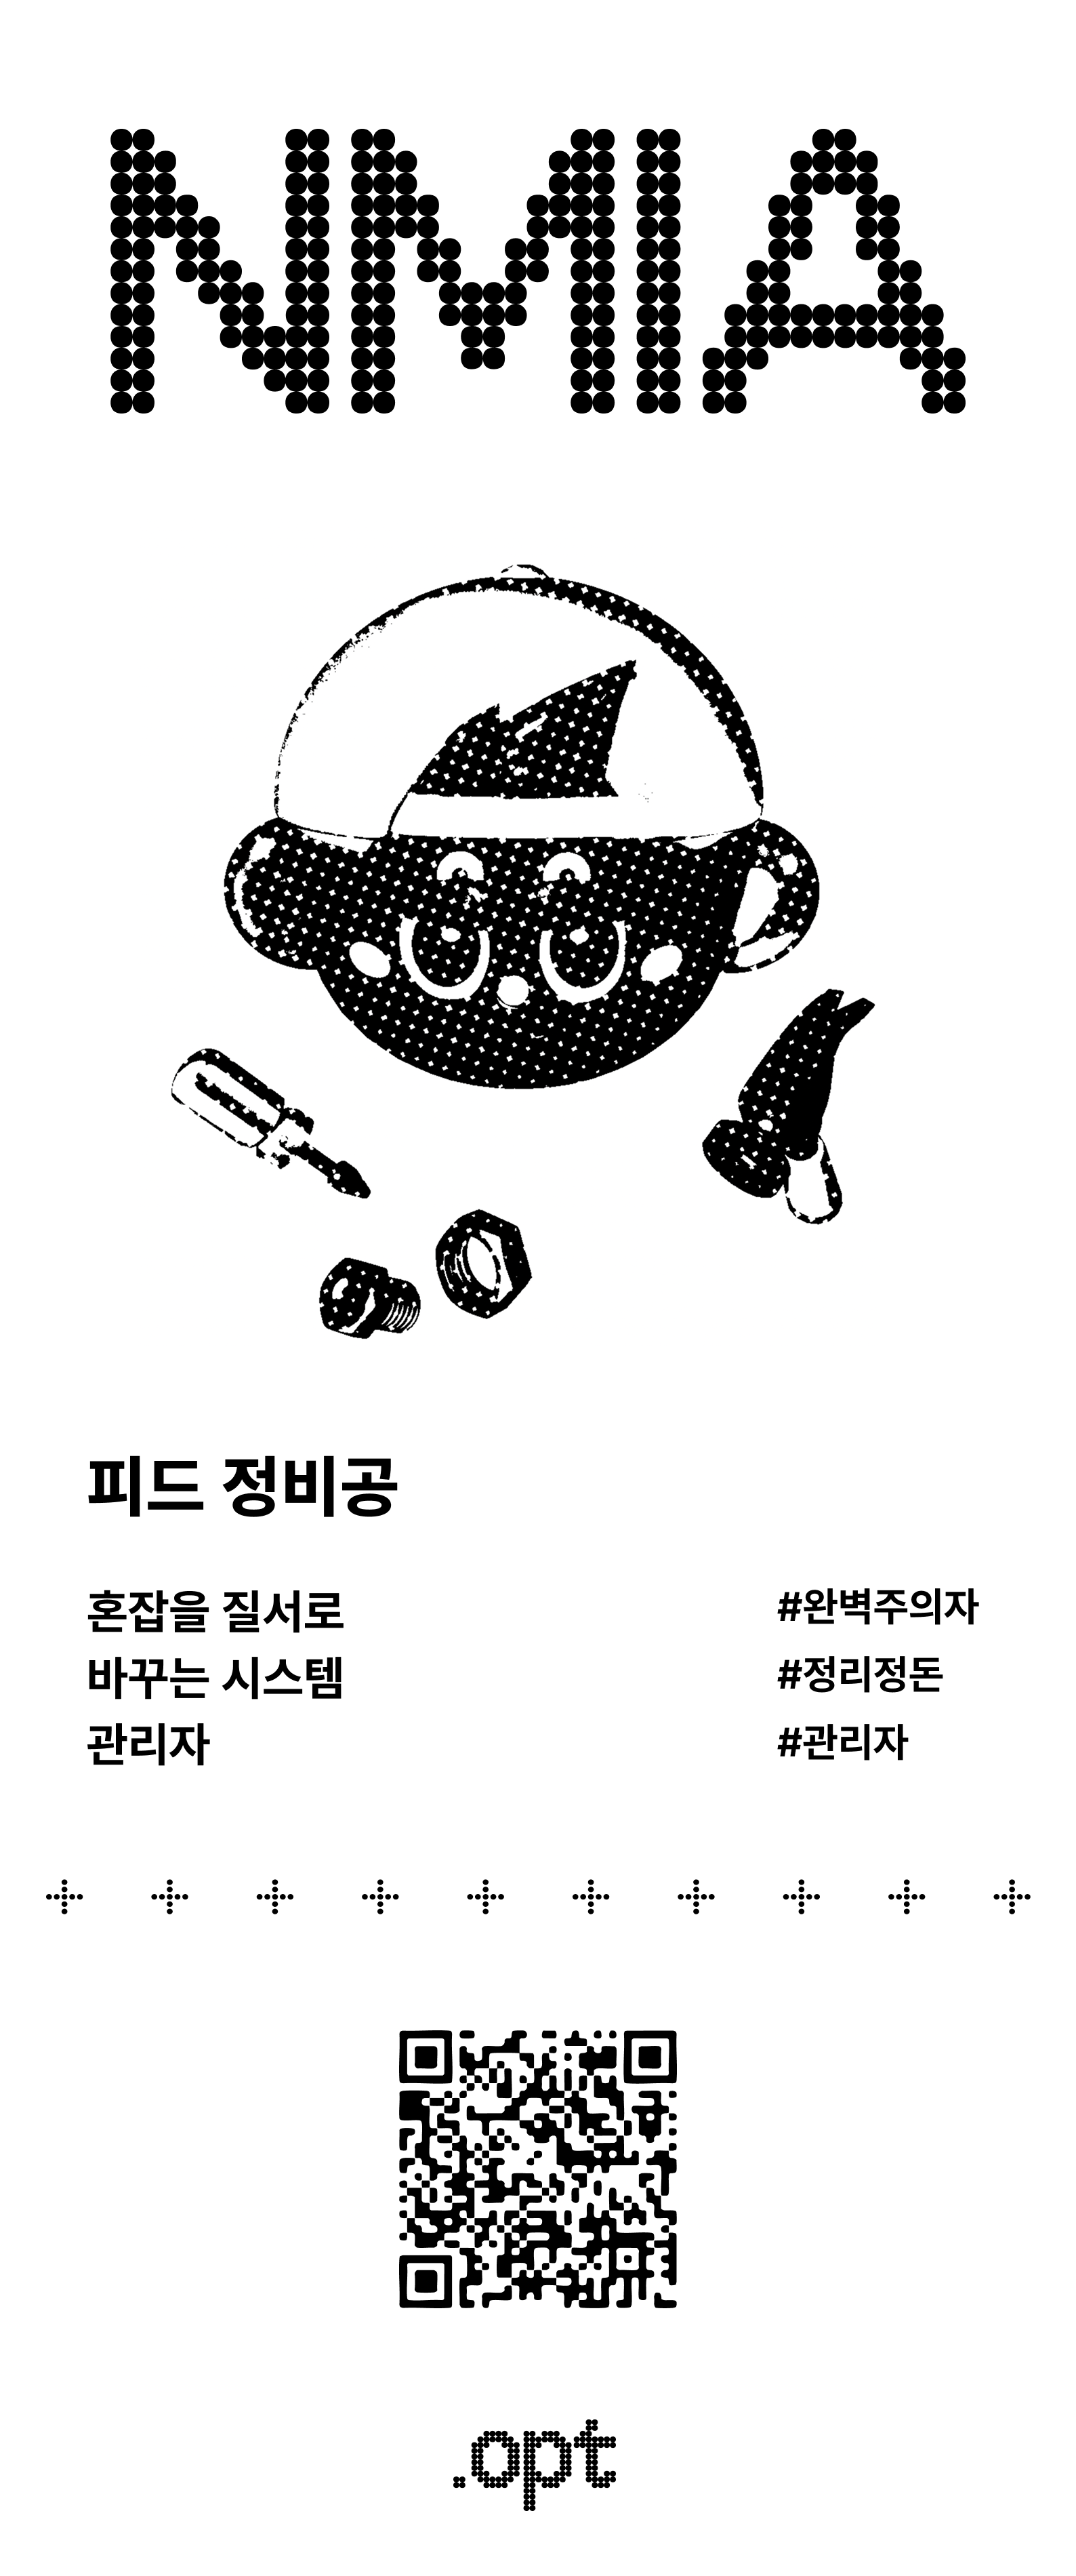 NMIA
피드 정비공
혼잡을 질서로
바꾸는 시스템
관리자
#완벽주의자
#정리정돈
#관리자
.opt